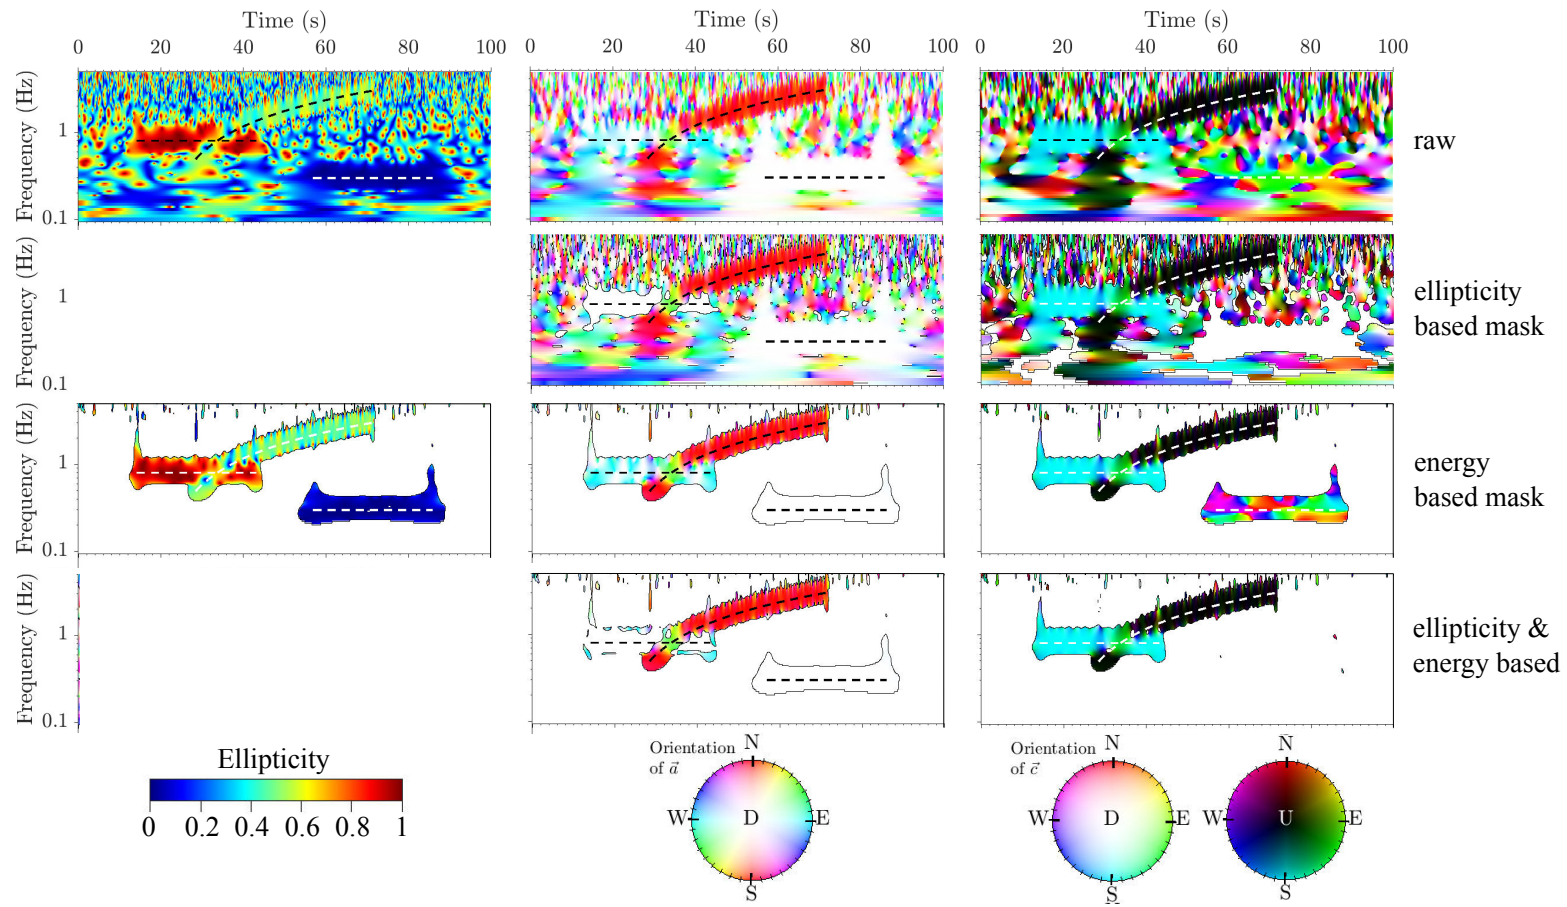 Time (s)
Time (s)
Time (s)
0 20 40 60 80 100
0 20 40 60 80 100
0 20 40 60 80 100
Frequency (Hz)
1
0.1
raw
Frequency (Hz)
1
0.1
ellipticity
based mask
Frequency (Hz)
1
0.1
energy
based mask
Frequency (Hz)
1
0.1
ellipticity &
energy based
Ellipticity
0 0.2 0.4 0.6 0.8 1
Orientation
of a⃗
N
W D E
S
Orientation
of c⃗
N
W D E
S
N
W U E
S